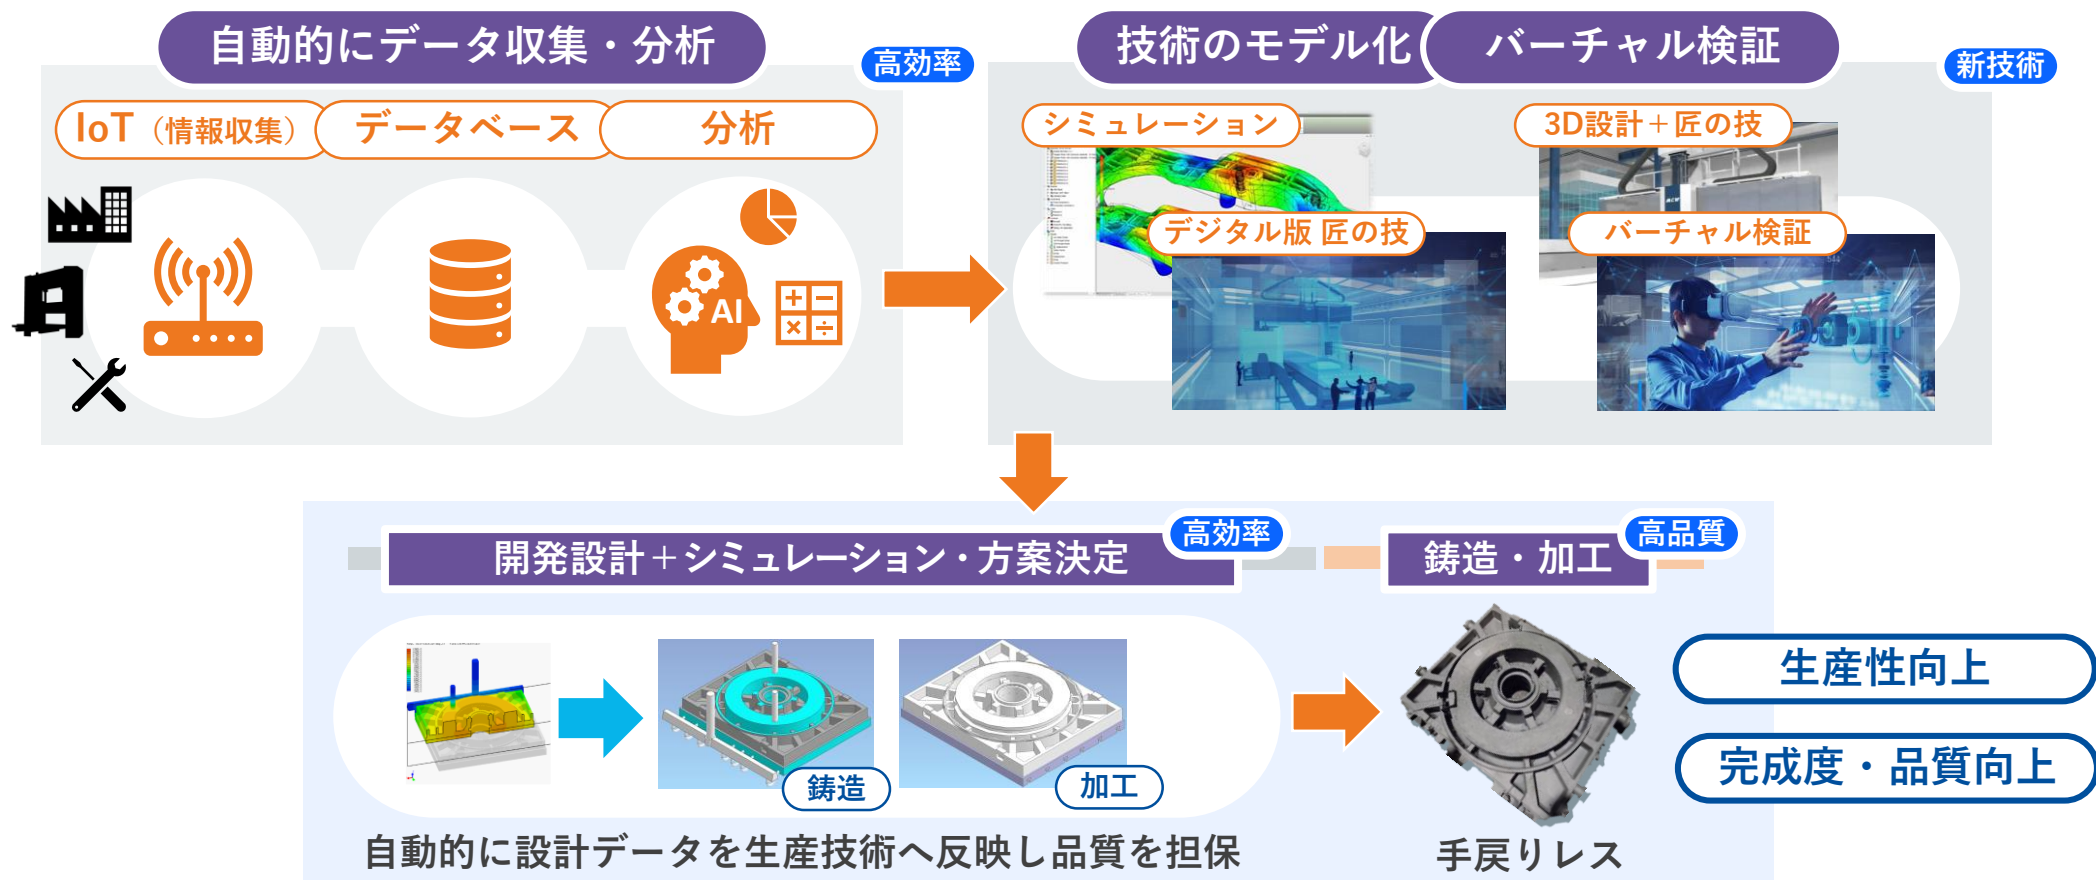 自動的にデータ収集・分析
高効率
IoT（情報収集）
データベース
分析
AI
技術のモデル化
バーチャル検証
新技術
シミュレーション
デジタル版 匠の技
3D設計＋匠の技
バーチャル検証
開発設計＋シミュレーション・方案決定
高効率
鋳造・加工
高品質
鋳造
加工
自動的に設計データを生産技術へ反映し品質を担保
手戻りレス
生産性向上
完成度・品質向上